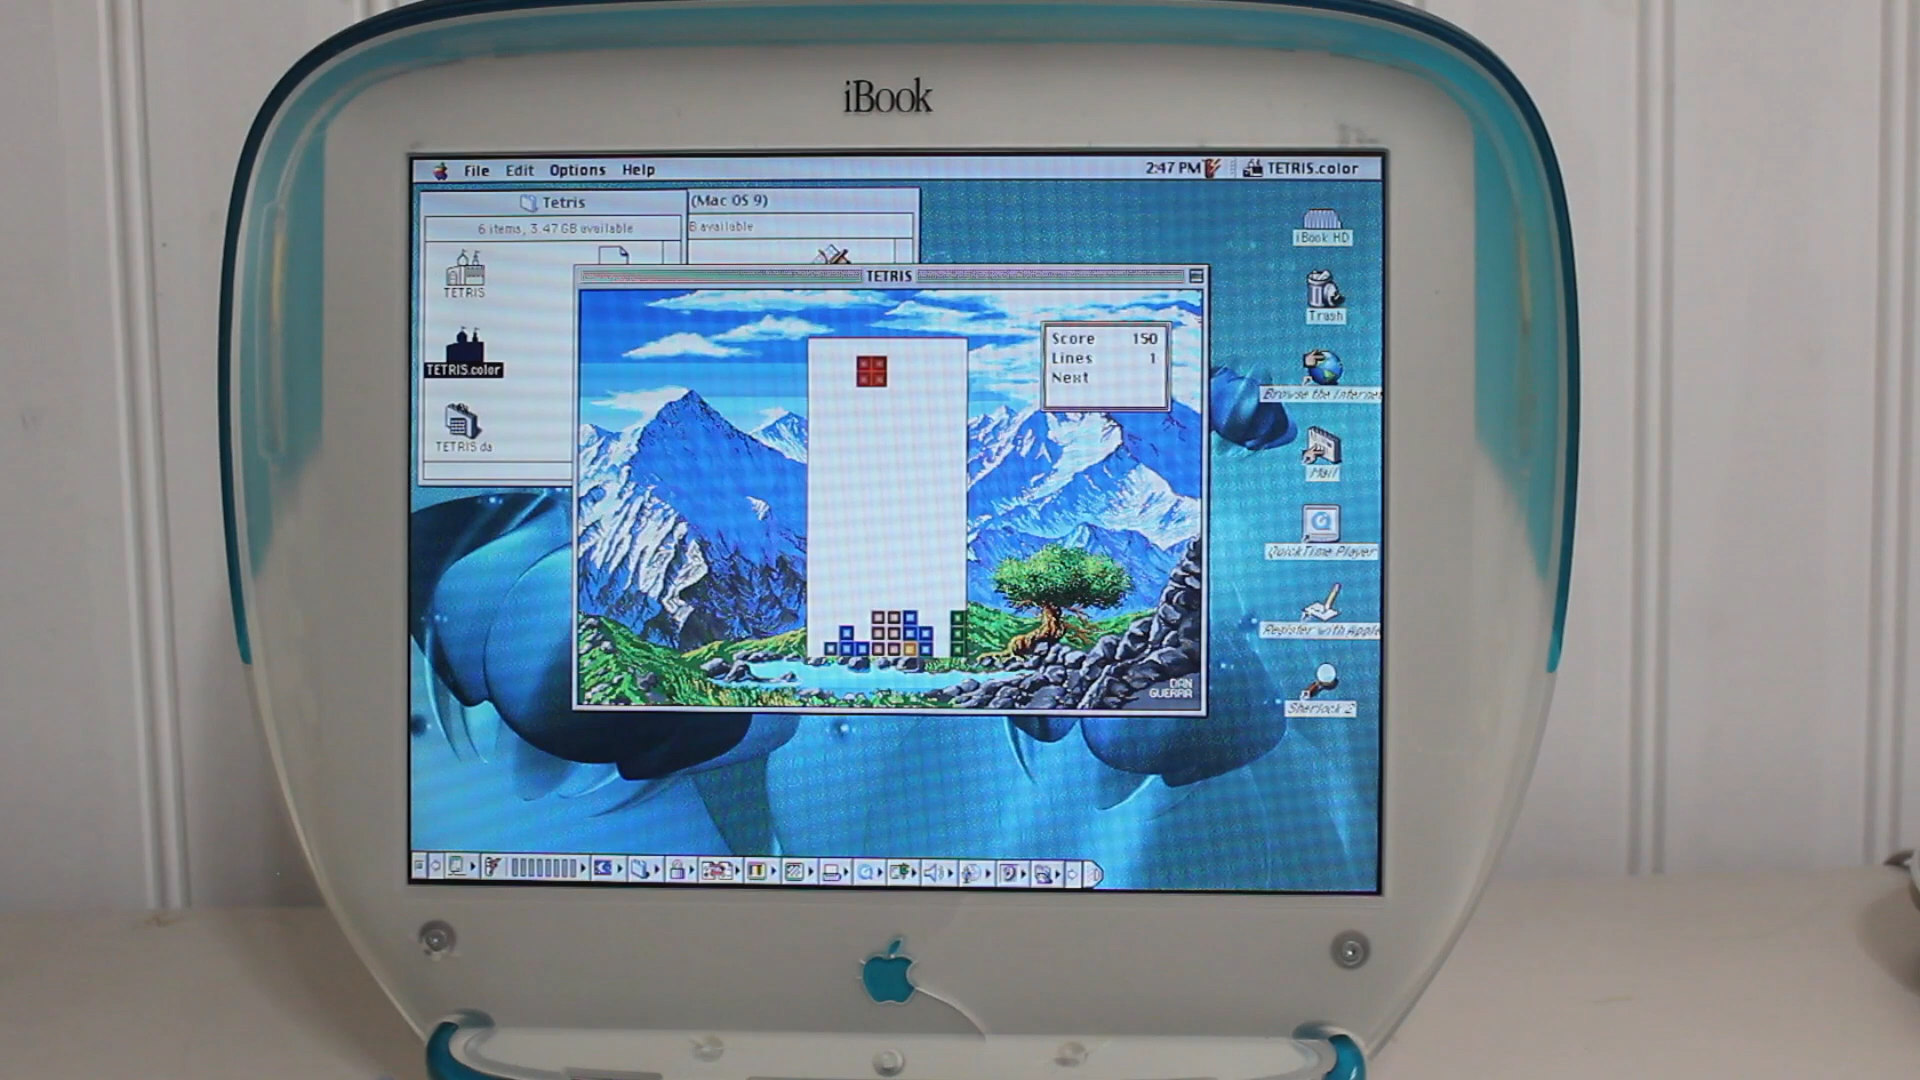 iBook
File Edit Options Help
2:47 PM
TETRIS.color
Tetris
(Mac OS 9)
6 items, 3.47 GB available
B available
TETRIS
TETRIS.color
TETRIS da
TETRIS
Score 150
Lines 1
Next
DAN
GUERRA
iBook HD
Trash
Browse the Internet
Mail
QuickTime Player
Register with Apple
Sherlock 2